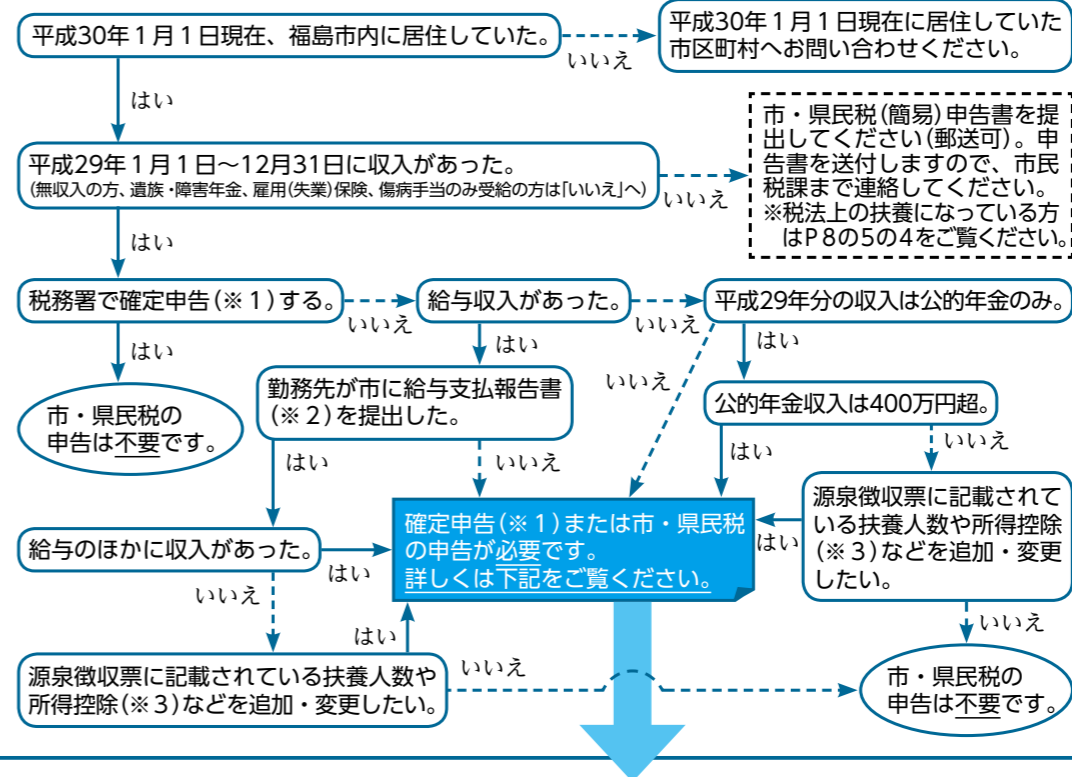 平成30年1月1日現在、福島市内に居住していた。
いいえ
平成30年1月1日現在に居住していた
市区町村へお問い合わせください。
はい
平成29年1月1日～12月31日に収入があった。
(無収入の方、遺族・障害年金、雇用(失業)保険、傷病手当のみ受給の方は「いいえ」へ)
いいえ
市・県民税(簡易)申告書を提
出してください(郵送可)。申
告書を送付しますので、市民
税課まで連絡してください。
※税法上の扶養になっている方
はP8の5の4をご覧ください。
はい
税務署で確定申告(※1)する。
いいえ
給与収入があった。
いいえ
平成29年分の収入は公的年金のみ。
はい
市・県民税の
申告は不要です。
はい
勤務先が市に給与支払報告書
(※2)を提出した。
いいえ
はい
公的年金収入は400万円超。
はい
いいえ
はい
いいえ
源泉徴収票に記載されて
いる扶養人数や所得控除
(※3)などを追加・変更
したい。
はい
確定申告(※1)または市・県民税
の申告が必要です。
詳しくは下記をご覧ください。
給与のほかに収入があった。
はい
いいえ
はい
源泉徴収票に記載されている扶養人数や
所得控除(※3)などを追加・変更したい。
いいえ
いいえ
市・県民税の
申告は不要です。